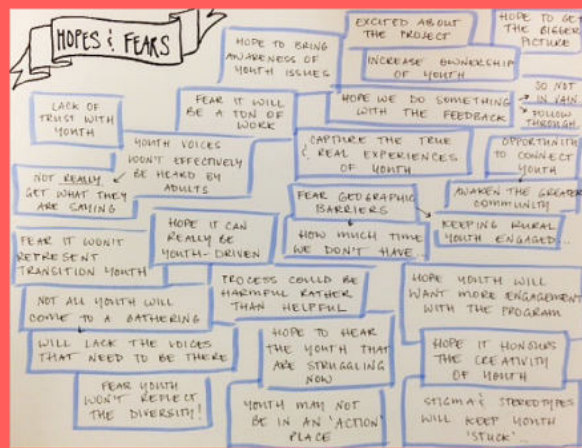 HOPES & FEARS
HOPE TO BRING
AWARENESS OF
YOUTH ISSUES
EXCITED ABOUT
THE PROJECT
HOPE TO GET
THE BIGGER
PICTURE
INCREASE OWNERSHIP
OF YOUTH
LACK OF
TRUST WITH
YOUTH
FEAR IT WILL
BE A TON OF
WORK
HOPE WE DO SOMETHING
WITH THE FEEDBACK
SO NOT
IN VAIN
FOLLOW
THROUGH
YOUTH VOICES
WON'T EFFECTIVELY
BE HEARD BY
ADULTS
CAPTURE THE TRUE
& REAL EXPERIENCES
OF YOUTH
OPPORTUNITY
TO CONNECT
YOUTH
NOT REALLY
GET WHAT THEY
ARE SAYING
FEAR GEOGRAPHIC
BARRIERS
AWAKEN THE GREATER
COMMUNITY
KEEPING RURAL
YOUTH ENGAGED...
HOPE IT CAN
REALLY BE
YOUTH-DRIVEN
HOW MUCH TIME
WE DON'T HAVE...
FEAR IT WON'T
REPRESENT
TRANSITION YOUTH
PROCESS COULD BE
HARMFUL RATHER
THAN HELPFUL
HOPE YOUTH WILL
WANT MORE ENGAGEMENT
WITH THE PROGRAM
NOT ALL YOUTH WILL
COME TO A GATHERING
WILL LACK THE VOICES
THAT NEED TO BE THERE
HOPE TO HEAR
THE YOUTH THAT
ARE STRUGGLING
NOW
HOPE IT HONOURS
THE CREATIVITY
OF YOUTH
FEAR YOUTH
WON'T REFLECT
THE DIVERSITY!
YOUTH MAY NOT
BE IN AN 'ACTION'
PLACE
STIGMA & STEREOTYPES
WILL KEEP YOUTH
'STUCK'...